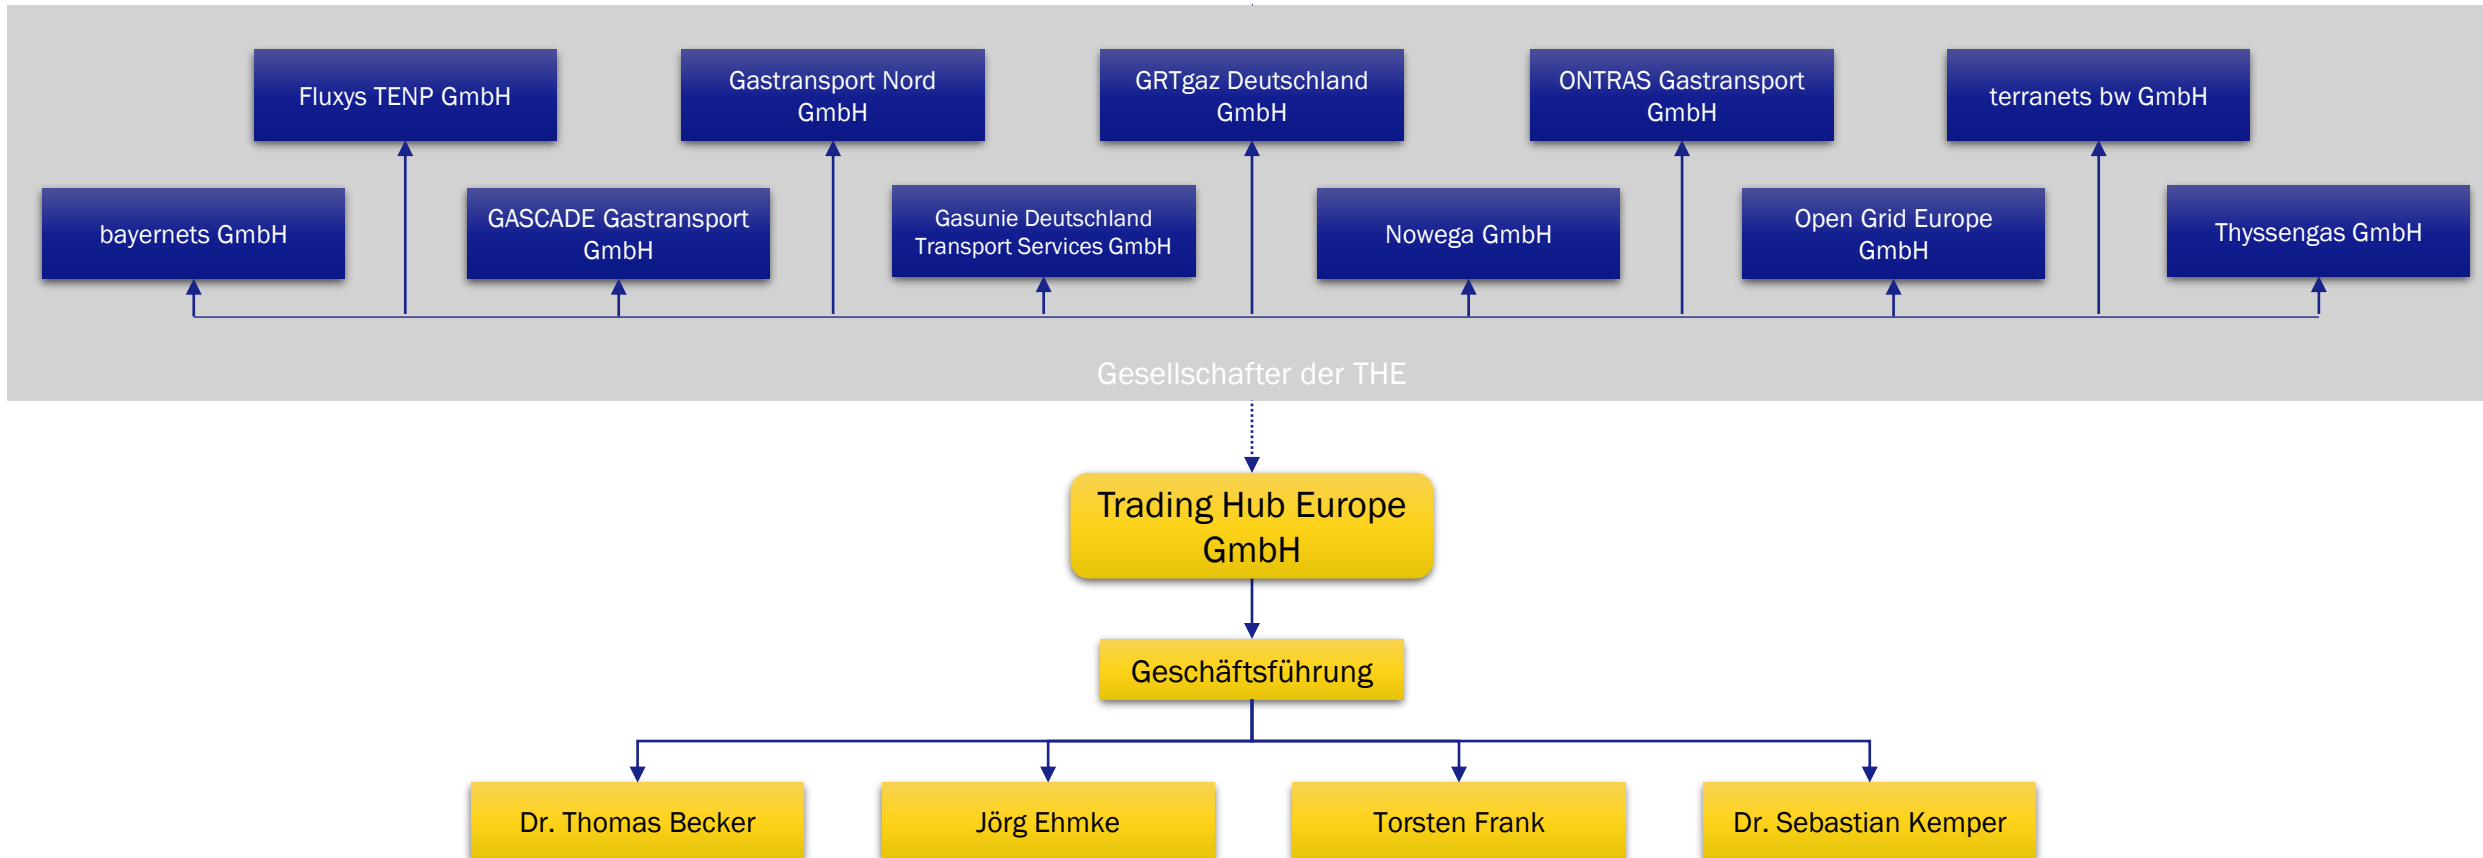 Fluxys TENP GmbH
Gastransport Nord
GmbH
GRTgaz Deutschland
GmbH
ONTRAS Gastransport
GmbH
terranets bw GmbH
bayernets GmbH
GASCADE Gastransport
GmbH
Gasunie Deutschland
Transport Services GmbH
Nowega GmbH
Open Grid Europe
GmbH
Thyssengas GmbH
Gesellschafter der THE
Trading Hub Europe
GmbH
Geschäftsführung
Dr. Thomas Becker
Jörg Ehmke
Torsten Frank
Dr. Sebastian Kemper